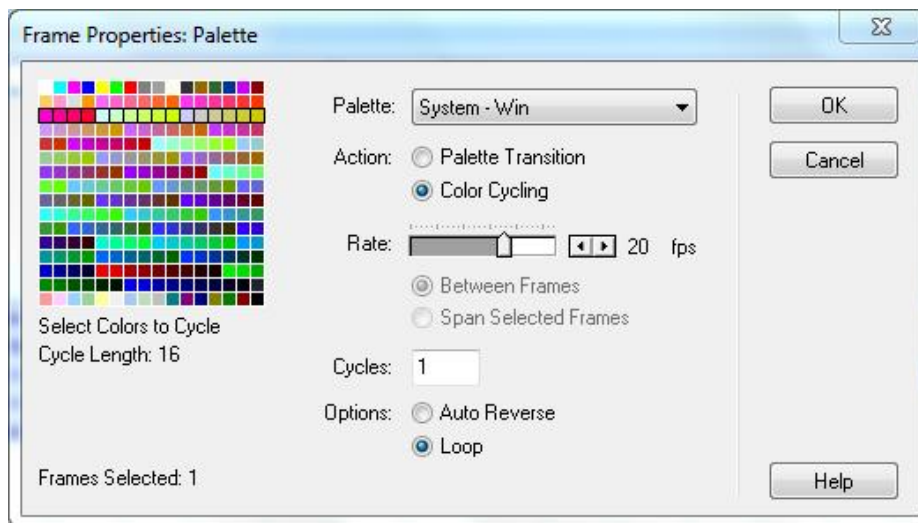 Frame Properties: Palette
Palette: System - Win
OK
Action: Palette Transition
Cancel
Color Cycling
Rate: 20 fps
Between Frames
Span Selected Frames
Select Colors to Cycle
Cycle Length: 16
Cycles: 1
Options: Auto Reverse
Loop
Frames Selected: 1
Help